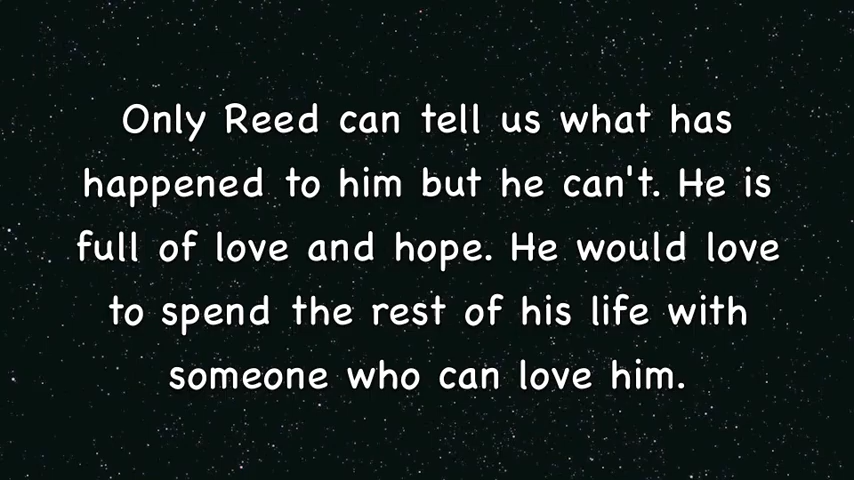 Only Reed can tell us what has
happened to him but he can't. He is
full of love and hope. He would love
to spend the rest of his life with
someone who can love him.